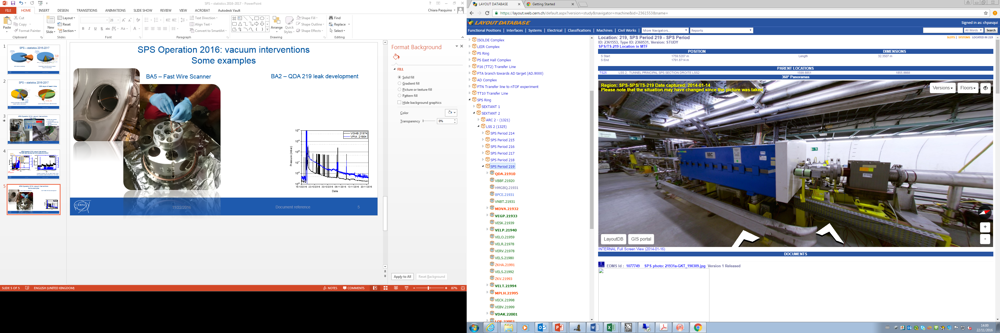 SPS – statistics 2016-2017 - PowerPoint
FILE HOME INSERT DESIGN TRANSITIONS ANIMATIONS SLIDE SHOW REVIEW VIEW ACROBAT Autodesk Vault
Chiara Pasquino
Paste
Cut
Copy
Format Painter
Clipboard
New Slide
Layout
Reset
Section
Slides
28
Font
Text Direction
Align Text
Convert to SmartArt
Paragraph
Arrange
Quick Styles
Shape Fill
Shape Outline
Shape Effects
Drawing
Find
Replace
Select
Editing
1
SPS – statistics 2016-2017
2
SPS – statistics 2016-2017
3
4
5
SPS Operation 2016: vacuum interventions
Some examples
BA5 – Fast Wire Scanner
BA2 – QDA 219 leak development
VGHB 21974
VPIA 21904
Pressure (mbar)
16/10/2016 23/10/2016 30/10/2016 06/11/2016 13/11/2016 20/11/2016
Date
CERN
11/22/2016
Document reference
5
Format Background
FILL
Solid fill
Gradient fill
Picture or texture fill
Pattern fill
Hide background graphics
Color
Transparency
0%
Apply to All
Reset Background
SLIDE 5 OF 5
ENGLISH (UNITED KINGDOM)
NOTES
COMMENTS
87%
LAYOUT DATABASE
Getting Started
https://layout.web.cern.ch/default.aspx?version=study&navigator=machine&id=2361553&name=
LAYOUT DATABASE
Signed in as: chpasqui
Functional Positions | Interfaces | Systems | Electrical | Classifications | Machines | Civil Works | More Navigators... Reports
All Words
Search
ISOLDE Complex
LEIR Complex
PS Ring
PS East Hall Complex
F16 (TT2) Transfer Line
FTA branch towards AD target (AD.9000)
AD Complex
FTN Transfer line to nTOF experiment
TT10 Transfer Line
SPS Ring
SEXTANT 1
SEXTANT 2
ARC 2 - (1321)
LSS 2 (1325)
SPS Period 214
SPS Period 215
SPS Period 216
SPS Period 217
SPS Period 218
SPS Period 219
QDA.21910
VBBF.21920
HMGBQ.21931
BPCE.21931
VNBT.21931
MDVA.21932
VEGP.21933
VESK.21939
VELP.21940
VELO.21959
VELR.21978
VERV.21978
VELS.21980
ZKHA.21991
VELS.21992
ZKV.21993
VELT.21994
MPLH.21995
VECK.21998
VEBV.21999
VDAK.22001
LOE.22002
Location: 219, SPS Period 219 - SPS Period
SLOTS | SYSTEMS LOCATED IN 219
ID: 2361553, Type ID: 2360531, Version: STUDY
SPS/TS-219 Location in MTF
POSITION
DIMENSIONS
S Start 1759.5207 m Length 32.3507 m
S End 1791.8714 m
PARENT LOCATIONS
TS25 LSS 2, TUNNEL PRINCIPAL SPS SECTION DROITE LSS2 1599.8851 1855.8668
360° Panoramas
Region: SPS-SPS/TS-219 Date captured: 2014-01-14
Please note that the situation may have changed since the picture was taken
Versions
Floors
BBC
+
-
LayoutDB
GIS portal
INTERNAL Full Screen View (2014-01-16)
DOCUMENTS
EDMS Id : 1077749 SPS photo: 21931a-GKT_190309.jpg Version 1 Released
14:00
22/11/2016